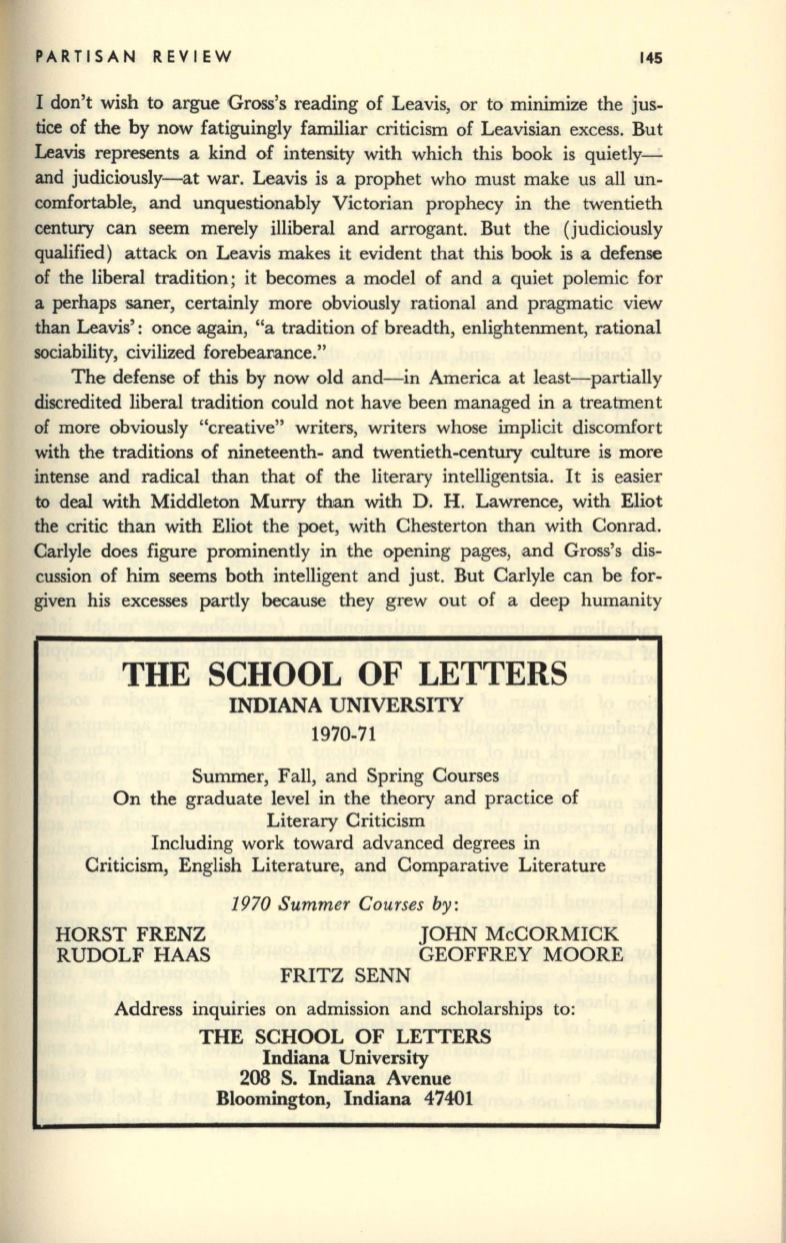 PARTISAN REVIEW 145
I don't wish to argue Gross's reading of Leavis, or to minimize the jus-
tice of the by now fatiguingly familiar criticism of Leavisian excess. But
Leavis represents a kind of intensity with which this book is quietly—
and judiciously—at war. Leavis is a prophet who must make us all un-
comfortable, and unquestionably Victorian prophecy in the twentieth
century can seem merely illiberal and arrogant. But the (judiciously
qualified) attack on Leavis makes it evident that this book is a defense
of the liberal tradition; it becomes a model of and a quiet polemic for
a perhaps saner, certainly more obviously rational and pragmatic view
than Leavis': once again, "a tradition of breadth, enlightenment, rational
sociability, civilized forebearance."
The defense of this by now old and—in America at least—partially
discredited liberal tradition could not have been managed in a treatment
of more obviously "creative" writers, writers whose implicit discomfort
with the traditions of nineteenth- and twentieth-century culture is more
intense and radical than that of the literary intelligentsia. It is easier
to deal with Middleton Murry than with D. H. Lawrence, with Eliot
the critic than with Eliot the poet, with Chesterton than with Conrad.
Carlyle does figure prominently in the opening pages, and Gross's dis-
cussion of him seems both intelligent and just. But Carlyle can be for-
given his excesses partly because they grew out of a deep humanity
THE SCHOOL OF LETTERS
INDIANA UNIVERSITY
1970-71
Summer, Fall, and Spring Courses
On the graduate level in the theory and practice of
Literary Criticism
Including work toward advanced degrees in
Criticism, English Literature, and Comparative Literature
1970 Summer Courses by:
HORST FRENZ JOHN McCORMICK
RUDOLF HAAS GEOFFREY MOORE
FRITZ SENN
Address inquiries on admission and scholarships to:
THE SCHOOL OF LETTERS
Indiana University
208 S. Indiana Avenue
Bloomington, Indiana 47401